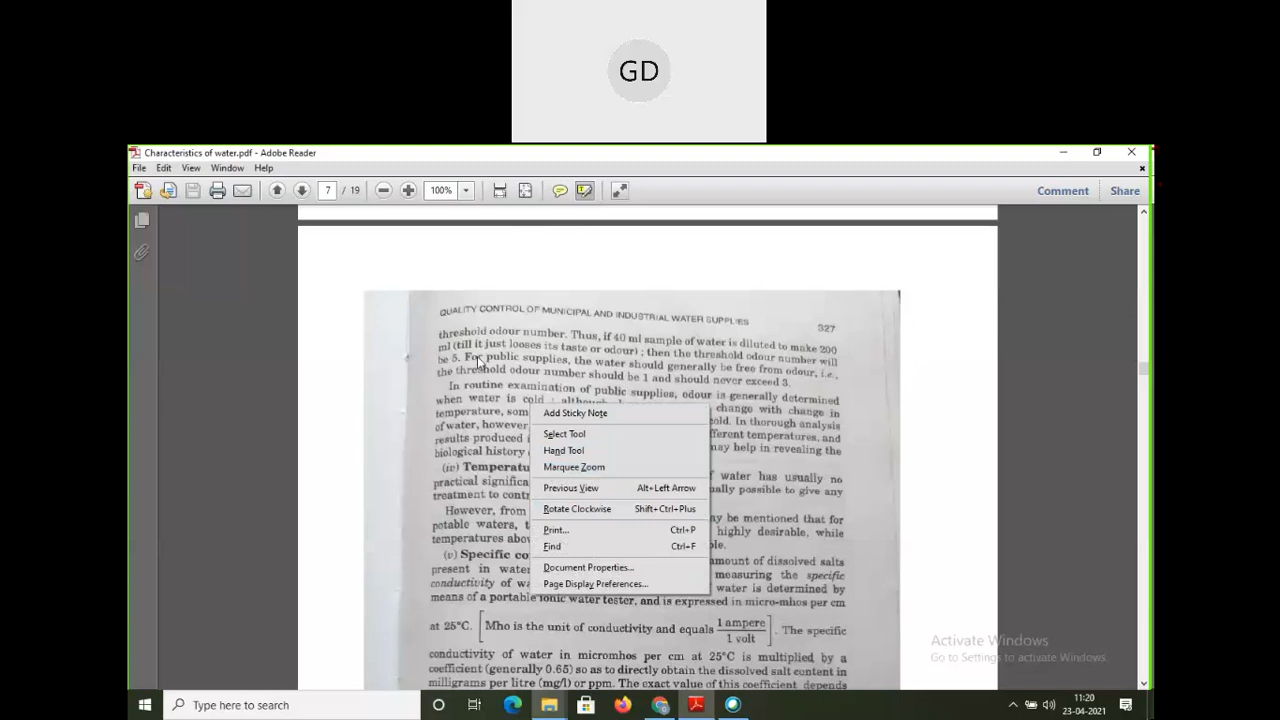 GD
Characteristics of water.pdf - Adobe Reader
File Edit View Window Help
7 / 19 100% Comment Share
QUALITY CONTROL OF MUNICIPAL AND INDUSTRIAL WATER SUPPLIES
327
threshold odour number. Thus, if 40 ml sample of water is diluted to make 200
ml (till it just looses its taste or odour) ; then the threshold odour number will
be 5. For public supplies, the water should generally be free from odour, i.e.,
the threshold odour number should be 1 and should never exceed 3.
In routine examination of public supplies, odour is generally determined
when water is cold ; although change with change in
temperature, som old. In thorough analysis
of water, however, fferent temperatures, and
results produced i may help in revealing the
biological history
(iv) Temperatu f water has usually no
practical significa ually possible to give any
treatment to contr
However, from ay be mentioned that for
potable waters, t highly desirable, while
temperatures abov ble.
(v) Specific co amount of dissolved salts
present in water measuring the specific
conductivity of wa water is determined by
means of a portable ionic water tester, and is expressed in micro-mhos per cm
at 25°C. [Mho is the unit of conductivity and equals 1 ampere / 1 volt]. The specific
conductivity of water in micromhos per cm at 25°C is multiplied by a
coefficient (generally 0.65) so as to directly obtain the dissolved salt content in
milligrams per litre (mg/l) or ppm. The exact value of this coefficient depends
Add Sticky Note
Select Tool
Hand Tool
Marquee Zoom
Previous View Alt+Left Arrow
Rotate Clockwise Shift+Ctrl+Plus
Print... Ctrl+P
Find Ctrl+F
Document Properties...
Page Display Preferences...
Activate Windows
Go to Settings to activate Windows.
Type here to search
11:20
23-04-2021